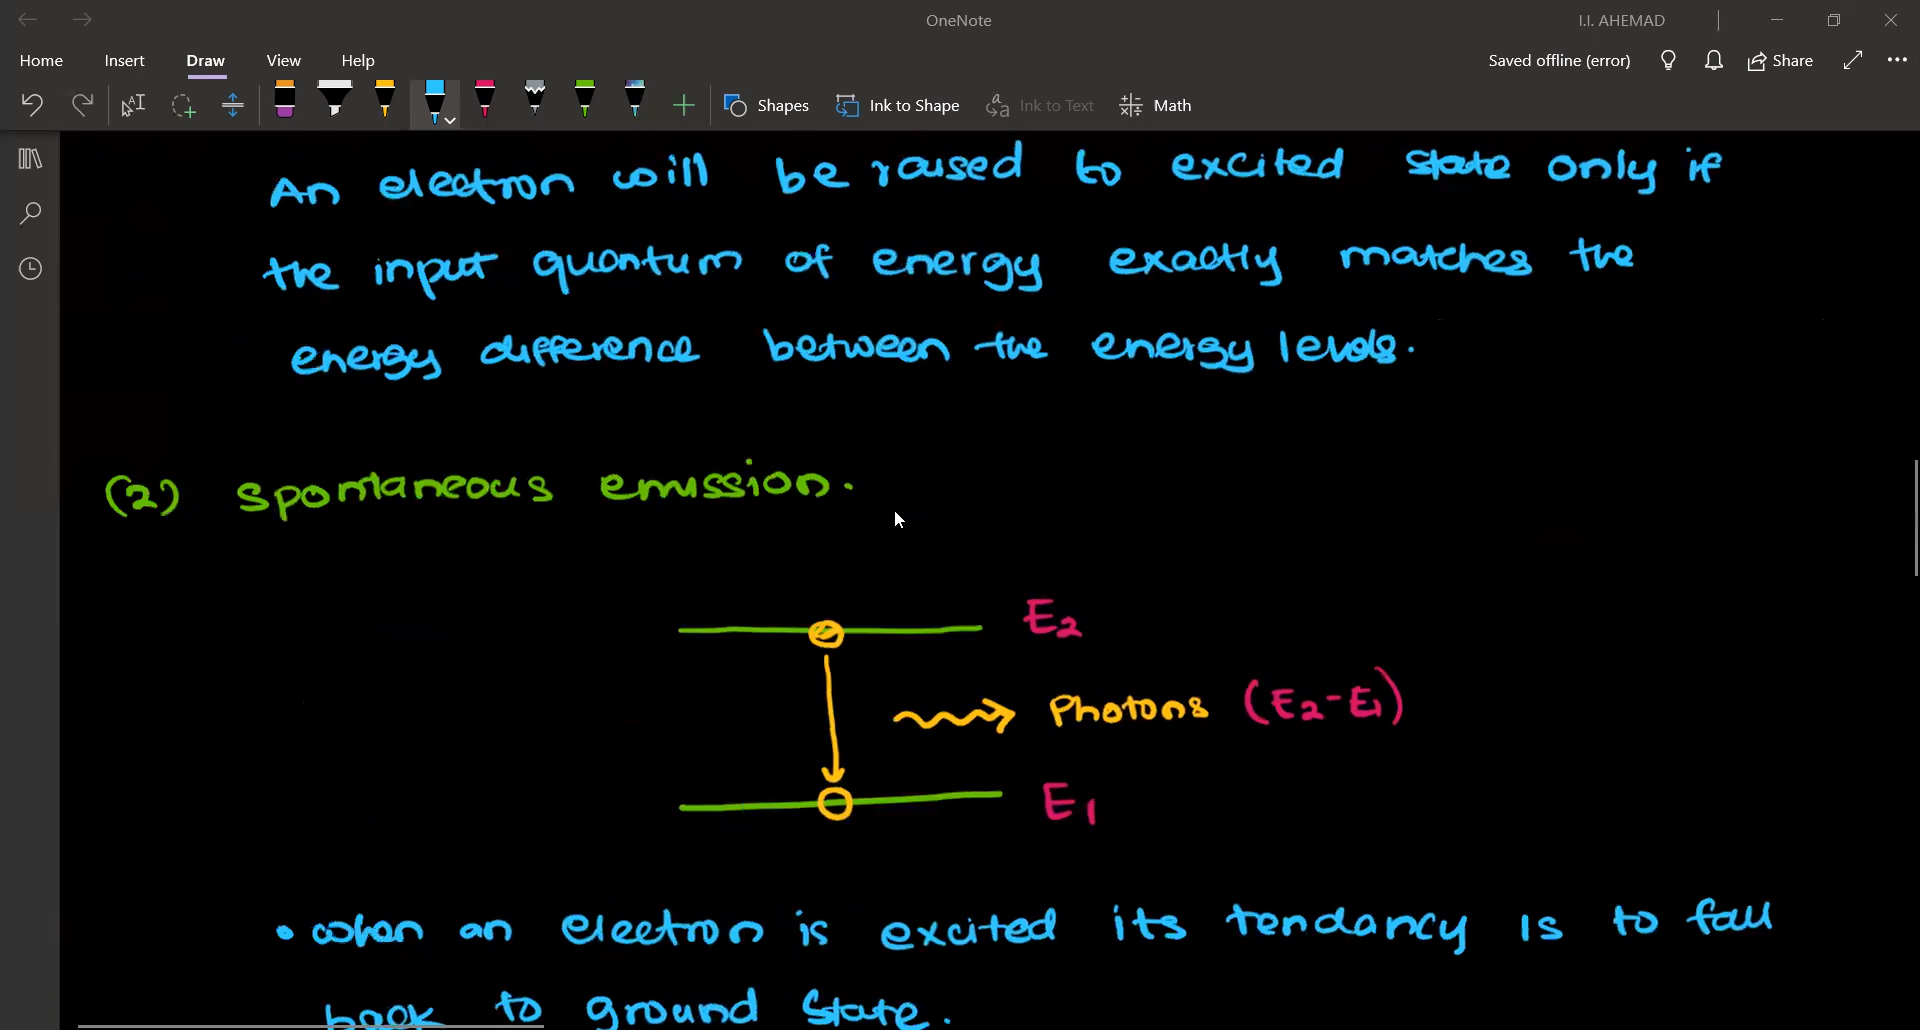 OneNote
I.I. AHEMAD
Home Insert Draw View Help
Saved offline (error) Share
Shapes Ink to Shape Ink to Text Math
An electron will be raised to excited state only if
the input quantum of energy exactly matches the
energy difference between the energy levels.
(2) spontaneous emission.
E2
Photons (E2-E1)
E1
• when an electron is excited its tendancy is to fall
back to ground state.